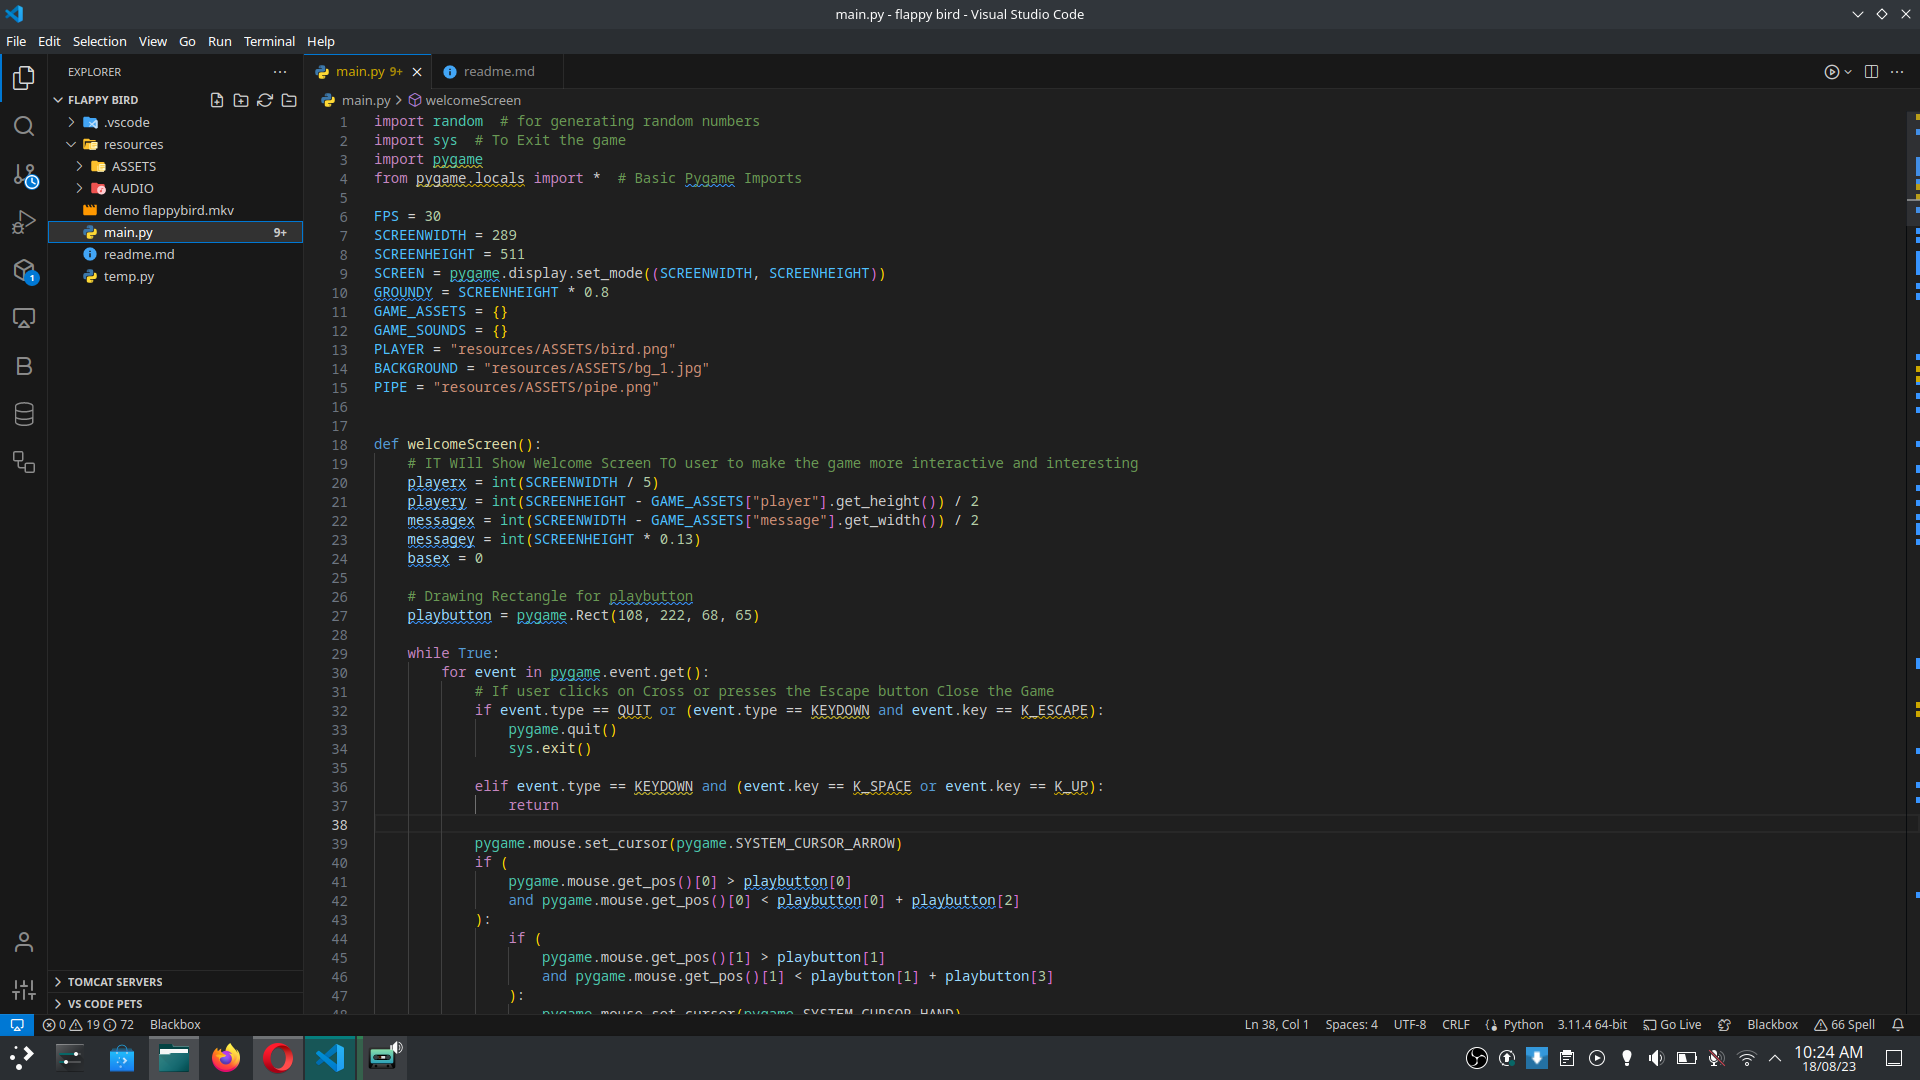 main.py - flappy bird - Visual Studio Code
File Edit Selection View Go Run Terminal Help
EXPLORER
FLAPPY BIRD
.vscode
resources
ASSETS
AUDIO
demo flappybird.mkv
main.py 9+
readme.md
temp.py
TOMCAT SERVERS
VS CODE PETS
main.py 9+ readme.md
main.py > welcomeScreen
1 import random  # for generating random numbers
2 import sys  # To Exit the game
3 import pygame
4 from pygame.locals import *  # Basic Pygame Imports
5
6 FPS = 30
7 SCREENWIDTH = 289
8 SCREENHEIGHT = 511
9 SCREEN = pygame.display.set_mode((SCREENWIDTH, SCREENHEIGHT))
10 GROUNDY = SCREENHEIGHT * 0.8
11 GAME_ASSETS = {}
12 GAME_SOUNDS = {}
13 PLAYER = "resources/ASSETS/bird.png"
14 BACKGROUND = "resources/ASSETS/bg_1.jpg"
15 PIPE = "resources/ASSETS/pipe.png"
16
17
18 def welcomeScreen():
19     # IT WIll Show Welcome Screen TO user to make the game more interactive and interesting
20     playerx = int(SCREENWIDTH / 5)
21     playery = int(SCREENHEIGHT - GAME_ASSETS["player"].get_height()) / 2
22     messagex = int(SCREENWIDTH - GAME_ASSETS["message"].get_width()) / 2
23     messagey = int(SCREENHEIGHT * 0.13)
24     basex = 0
25
26     # Drawing Rectangle for playbutton
27     playbutton = pygame.Rect(108, 222, 68, 65)
28
29     while True:
30         for event in pygame.event.get():
31             # If user clicks on Cross or presses the Escape button Close the Game
32             if event.type == QUIT or (event.type == KEYDOWN and event.key == K_ESCAPE):
33                 pygame.quit()
34                 sys.exit()
35
36             elif event.type == KEYDOWN and (event.key == K_SPACE or event.key == K_UP):
37                 return
38
39             pygame.mouse.set_cursor(pygame.SYSTEM_CURSOR_ARROW)
40             if (
41                 pygame.mouse.get_pos()[0] > playbutton[0]
42                 and pygame.mouse.get_pos()[0] < playbutton[0] + playbutton[2]
43             ):
44                 if (
45                     pygame.mouse.get_pos()[1] > playbutton[1]
46                     and pygame.mouse.get_pos()[1] < playbutton[1] + playbutton[3]
47                 ):
48                     pygame.mouse.set_cursor(pygame.SYSTEM_CURSOR_HAND)
0 19 72 Blackbox
Ln 38, Col 1 Spaces: 4 UTF-8 CRLF Python 3.11.4 64-bit Go Live Blackbox 66 Spell
10:24 AM
18/08/23